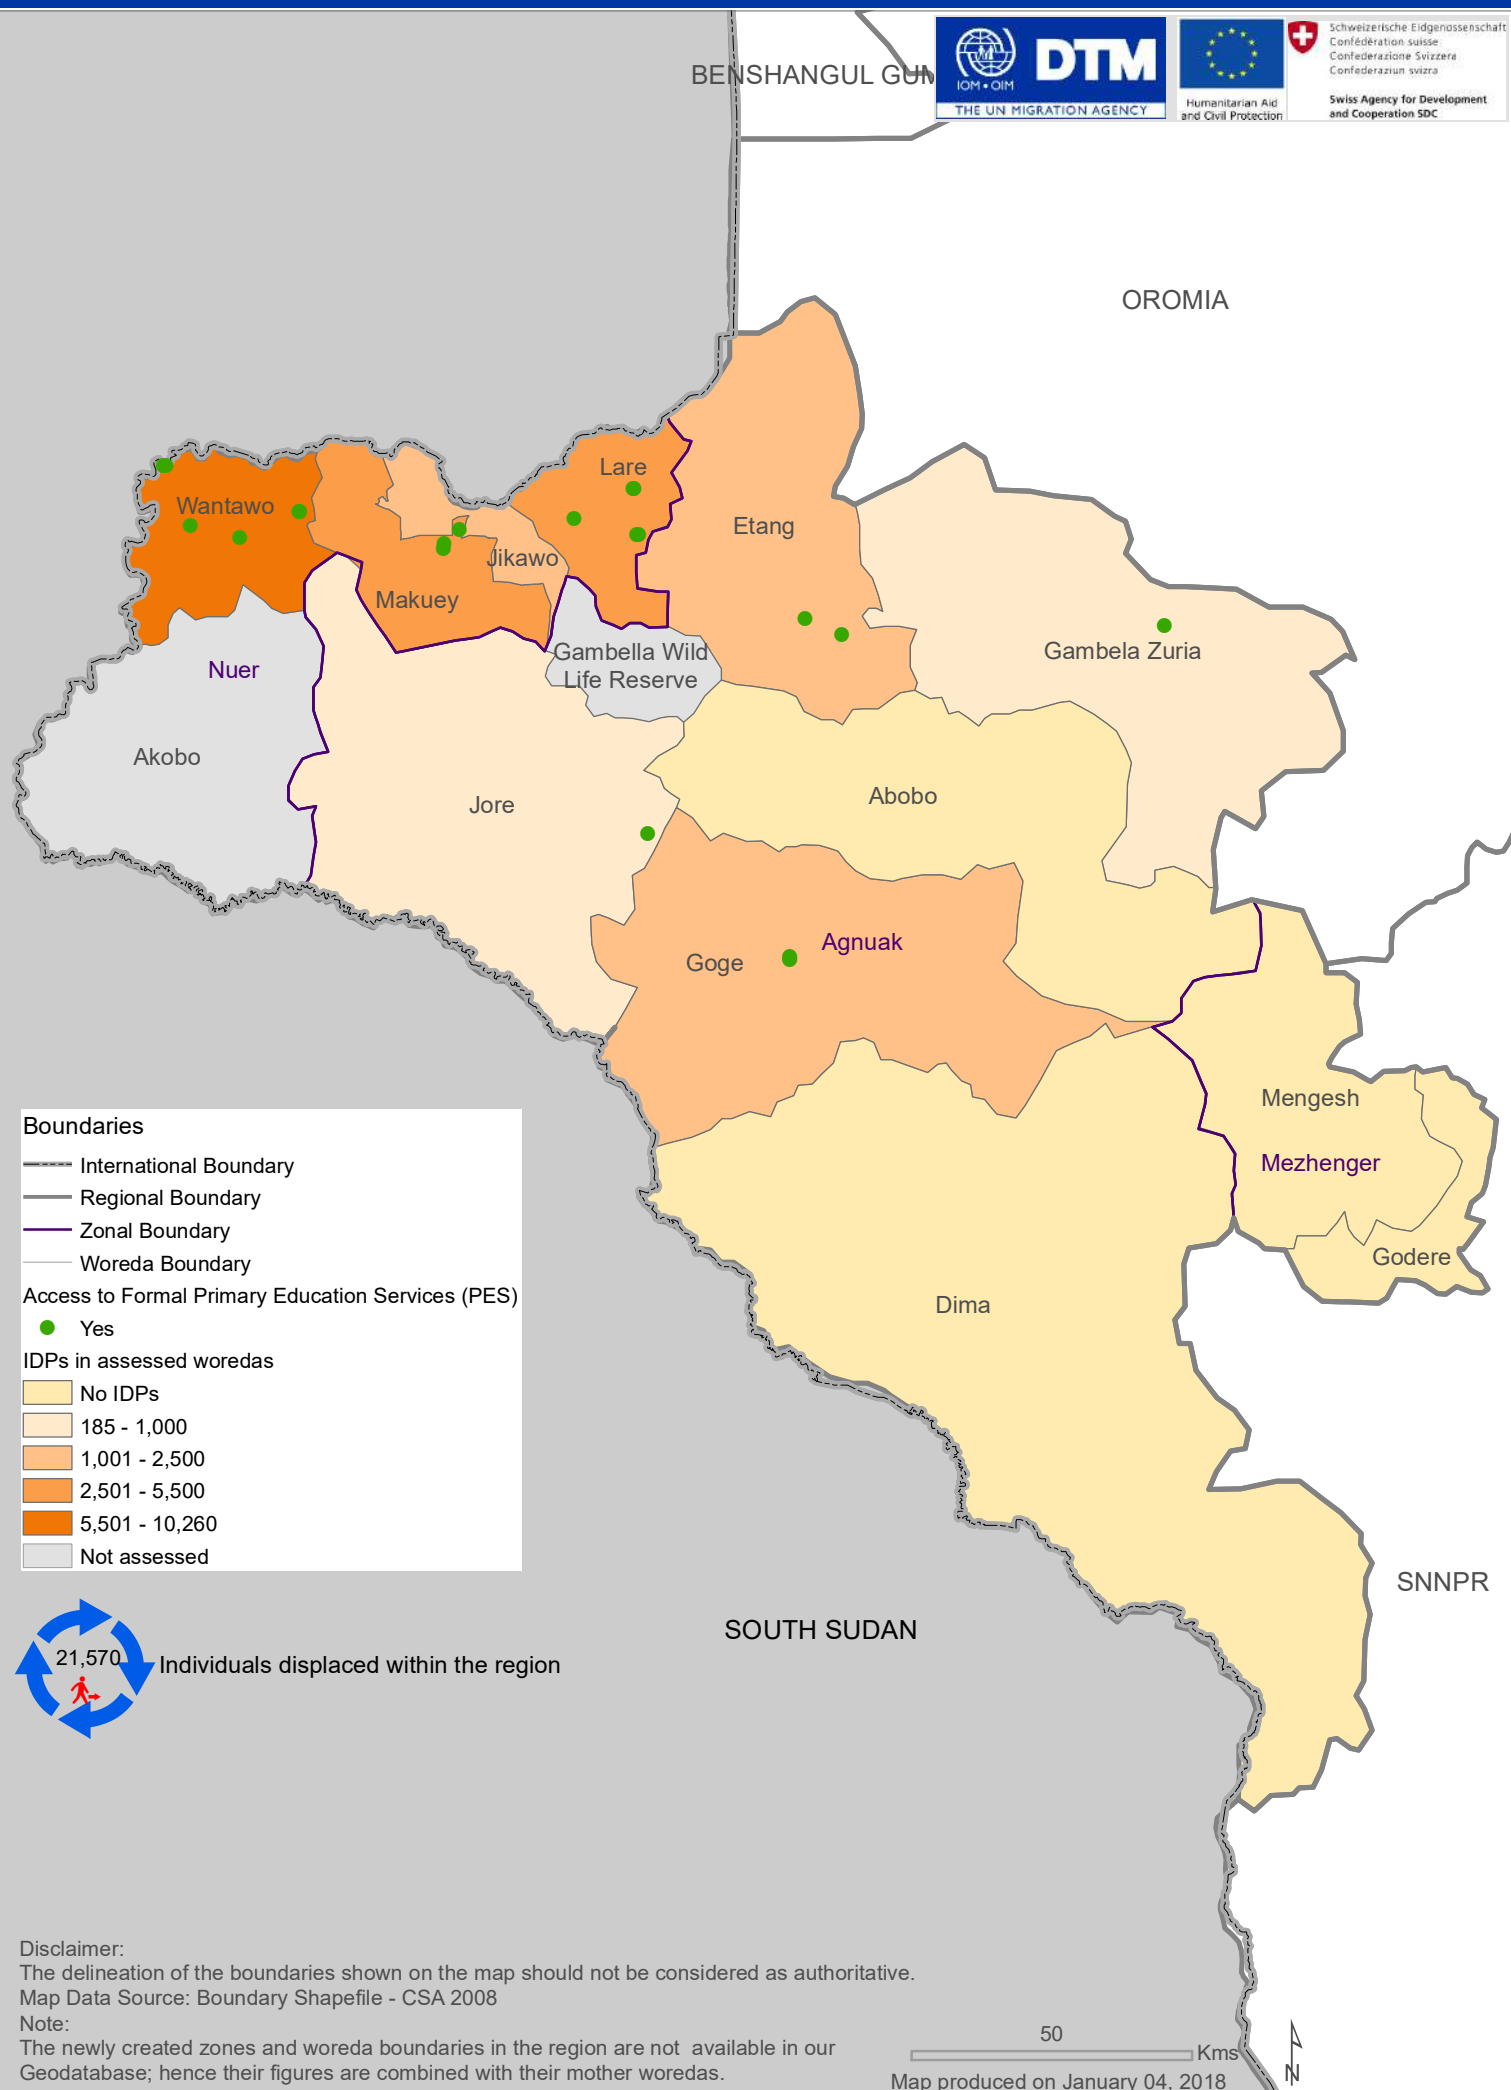 BENSHANGUL GUM
IOM • OIM
DTM
THE UN MIGRATION AGENCY
Humanitarian Aid
and Civil Protection
Schweizerische Eidgenossenschaft
Confédération suisse
Confederazione Svizzera
Confederaziun svizra
Swiss Agency for Development
and Cooperation SDC
OROMIA
Lare
Wantawo
Etang
Jikawo
Makuey
Gambella Wild
Life Reserve
Gambela Zuria
Nuer
Akobo
Jore
Abobo
Agnuak
Goge
Mengesh
Mezhenger
Godere
Dima
Boundaries
International Boundary
Regional Boundary
Zonal Boundary
Woreda Boundary
Access to Formal Primary Education Services (PES)
Yes
IDPs in assessed woredas
No IDPs
185 - 1,000
1,001 - 2,500
2,501 - 5,500
5,501 - 10,260
Not assessed
SNNPR
SOUTH SUDAN
21,570
Individuals displaced within the region
Disclaimer:
The delineation of the boundaries shown on the map should not be considered as authoritative.
Map Data Source: Boundary Shapefile - CSA 2008
Note:
The newly created zones and woreda boundaries in the region are not available in our
Geodatabase; hence their figures are combined with their mother woredas.
50
Kms
N
Map produced on January 04, 2018